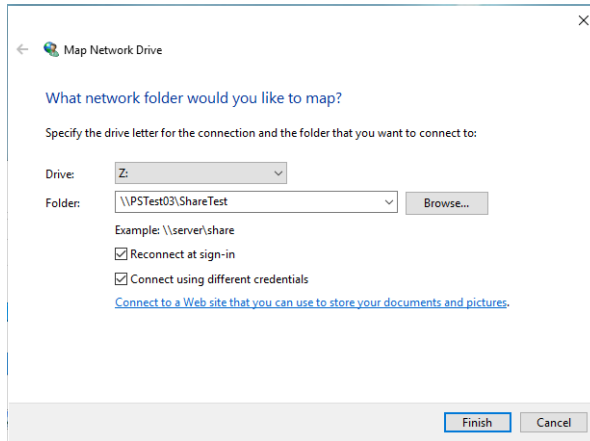 Map Network Drive
What network folder would you like to map?
Specify the drive letter for the connection and the folder that you want to connect to:
Drive: Z:
Folder: \\PSTest03\ShareTest Browse...
Example: \\server\share
Reconnect at sign-in
Connect using different credentials
Connect to a Web site that you can use to store your documents and pictures.
Finish Cancel